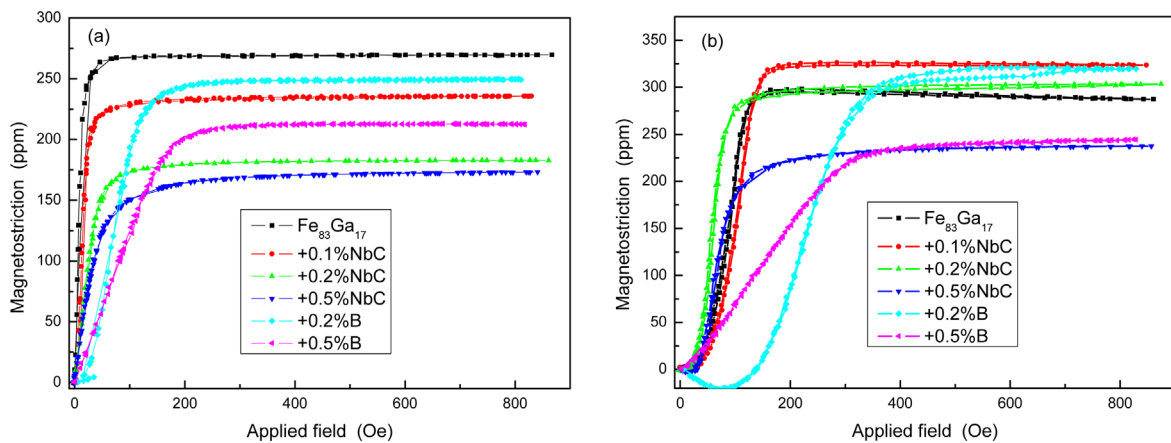 (a)
300
250
200
150
100
50
0
Magnetostriction (ppm)
0 200 400 600 800
Applied field (Oe)
Fe₈₃Ga₁₇
+0.1%NbC
+0.2%NbC
+0.5%NbC
+0.2%B
+0.5%B
(b)
350
300
250
200
150
100
50
0
Magnetostriction (ppm)
0 200 400 600 800
Applied field (Oe)
Fe₈₃Ga₁₇
+0.1%NbC
+0.2%NbC
+0.5%NbC
+0.2%B
+0.5%B